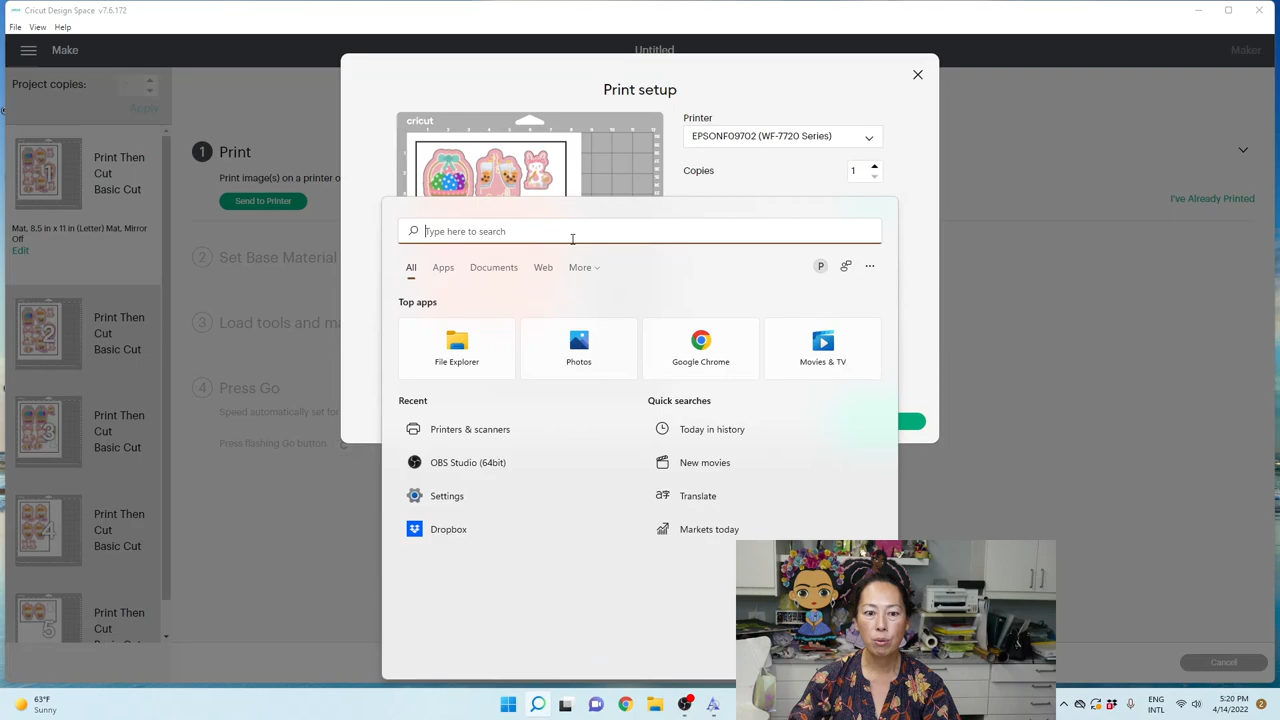 Cricut Design Space v7.6.172
File View Help
Make
Untitled
Maker
Project copies:
Apply
Print Then
Cut
Basic Cut
Mat, 8.5 in x 11 in (Letter) Mat, Mirror
Off
Edit
Print Then
Cut
Basic Cut
Print Then
Cut
Basic Cut
Print Then
Cut
Basic Cut
Print Then
Cut
1 Print
Print image(s) on a printer
Send to Printer
I've Already Printed
2 Set Base Material
3 Load tools and
4 Press Go
Speed automatically set for
Press flashing Go button.
Cancel
Print setup
cricut
Printer
EPSONF09702 (WF-7720 Series)
Copies
1
Type here to search
All Apps Documents Web More
P
Top apps
File Explorer
Photos
Google Chrome
Movies & TV
Recent
Printers & scanners
OBS Studio (64bit)
Settings
Dropbox
Quick searches
Today in history
New movies
Translate
Markets today
63°F
Sunny
ENG
INTL
5:20 PM
4/14/2022